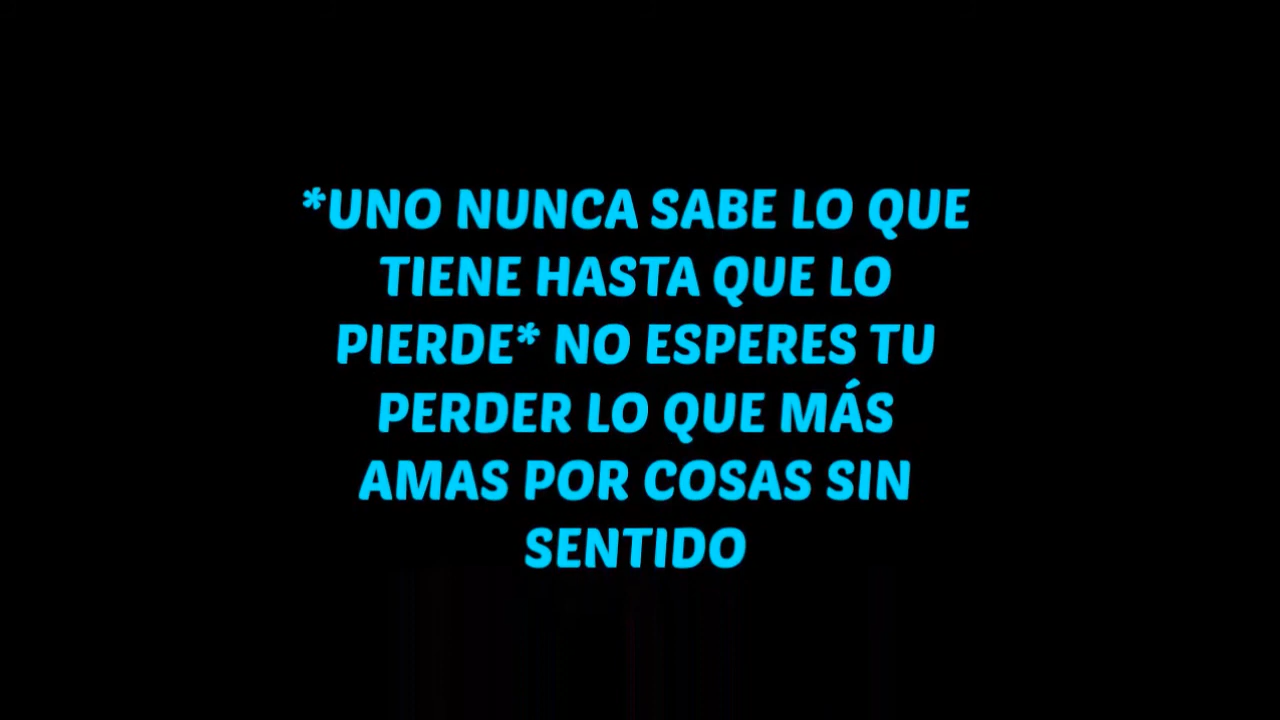 *UNO NUNCA SABE LO QUE
TIENE HASTA QUE LO
PIERDE* NO ESPERES TU
PERDER LO QUE MÁS
AMAS POR COSAS SIN
SENTIDO